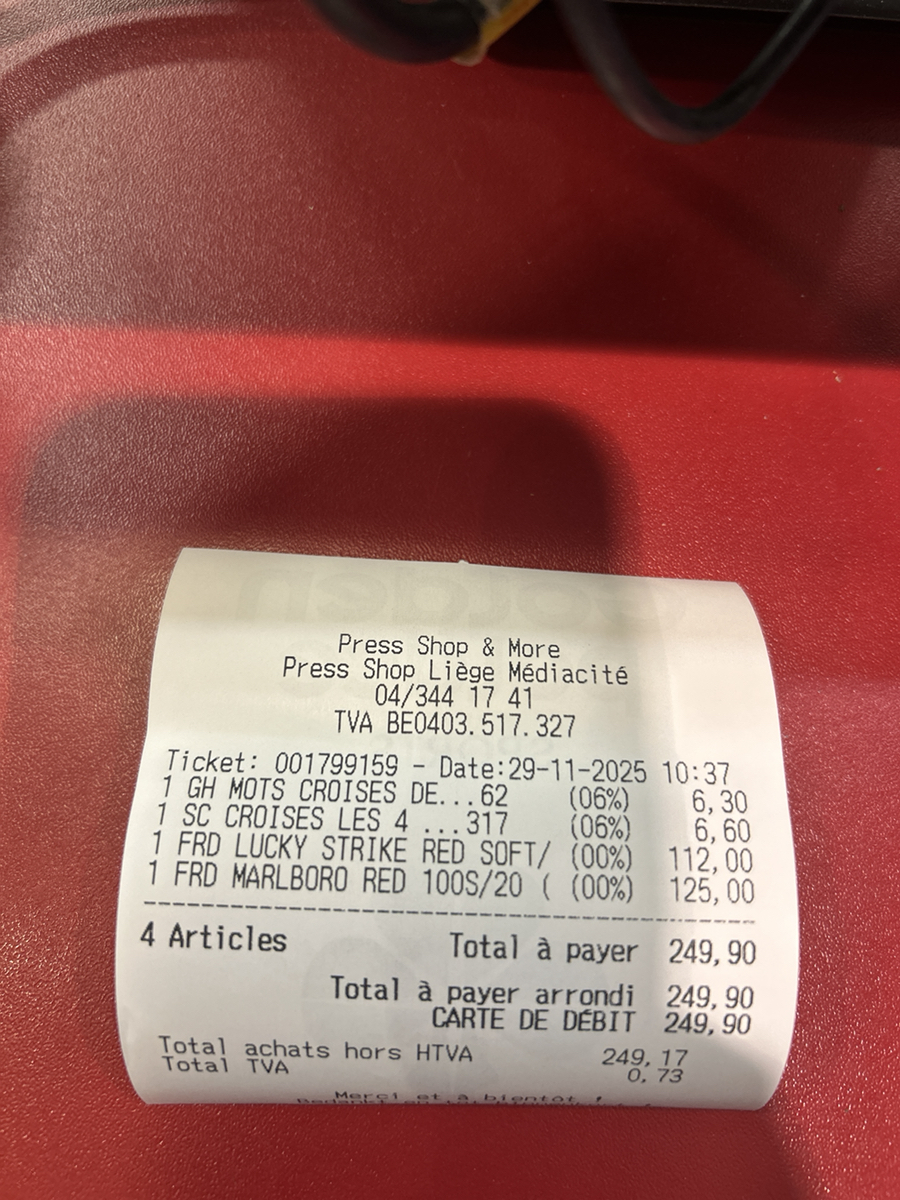 Press Shop & More
Press Shop Liège Médiacité
04/344 17 41
TVA BE0403.517.327
Ticket: 001799159 - Date:29-11-2025 10:37
1 GH MOTS CROISES DE...62 (06%) 6,30
1 SC CROISES LES 4 ...317 (06%) 6,60
1 FRD LUCKY STRIKE RED SOFT/ (00%) 112,00
1 FRD MARLBORO RED 100S/20 ( (00%) 125,00
4 Articles Total à payer 249,90
Total à payer arrondi 249,90
CARTE DE DÉBIT 249,90
Total achats hors HTVA 249,17
Total TVA 0,73
Merci et à bientôt !